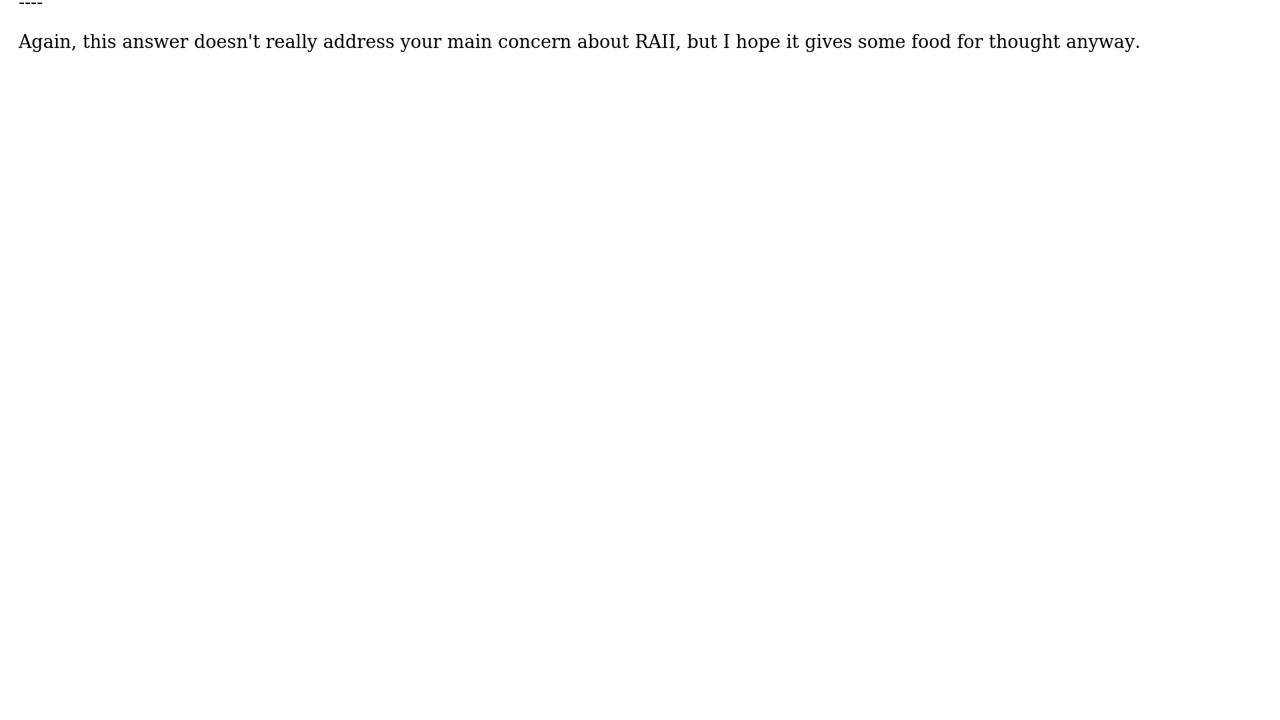 ----
Again, this answer doesn't really address your main concern about RAII, but I hope it gives some food for thought anyway.